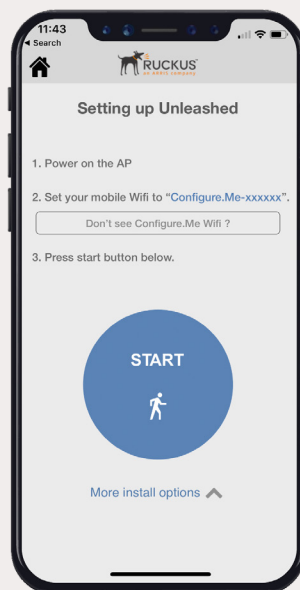 11:43
◀ Search
RUCKUS
an ARRIS company
Setting up Unleashed
1. Power on the AP
2. Set your mobile Wifi to “Configure.Me-xxxxxx”.
Don't see Configure.Me Wifi ?
3. Press start button below.
START
More install options